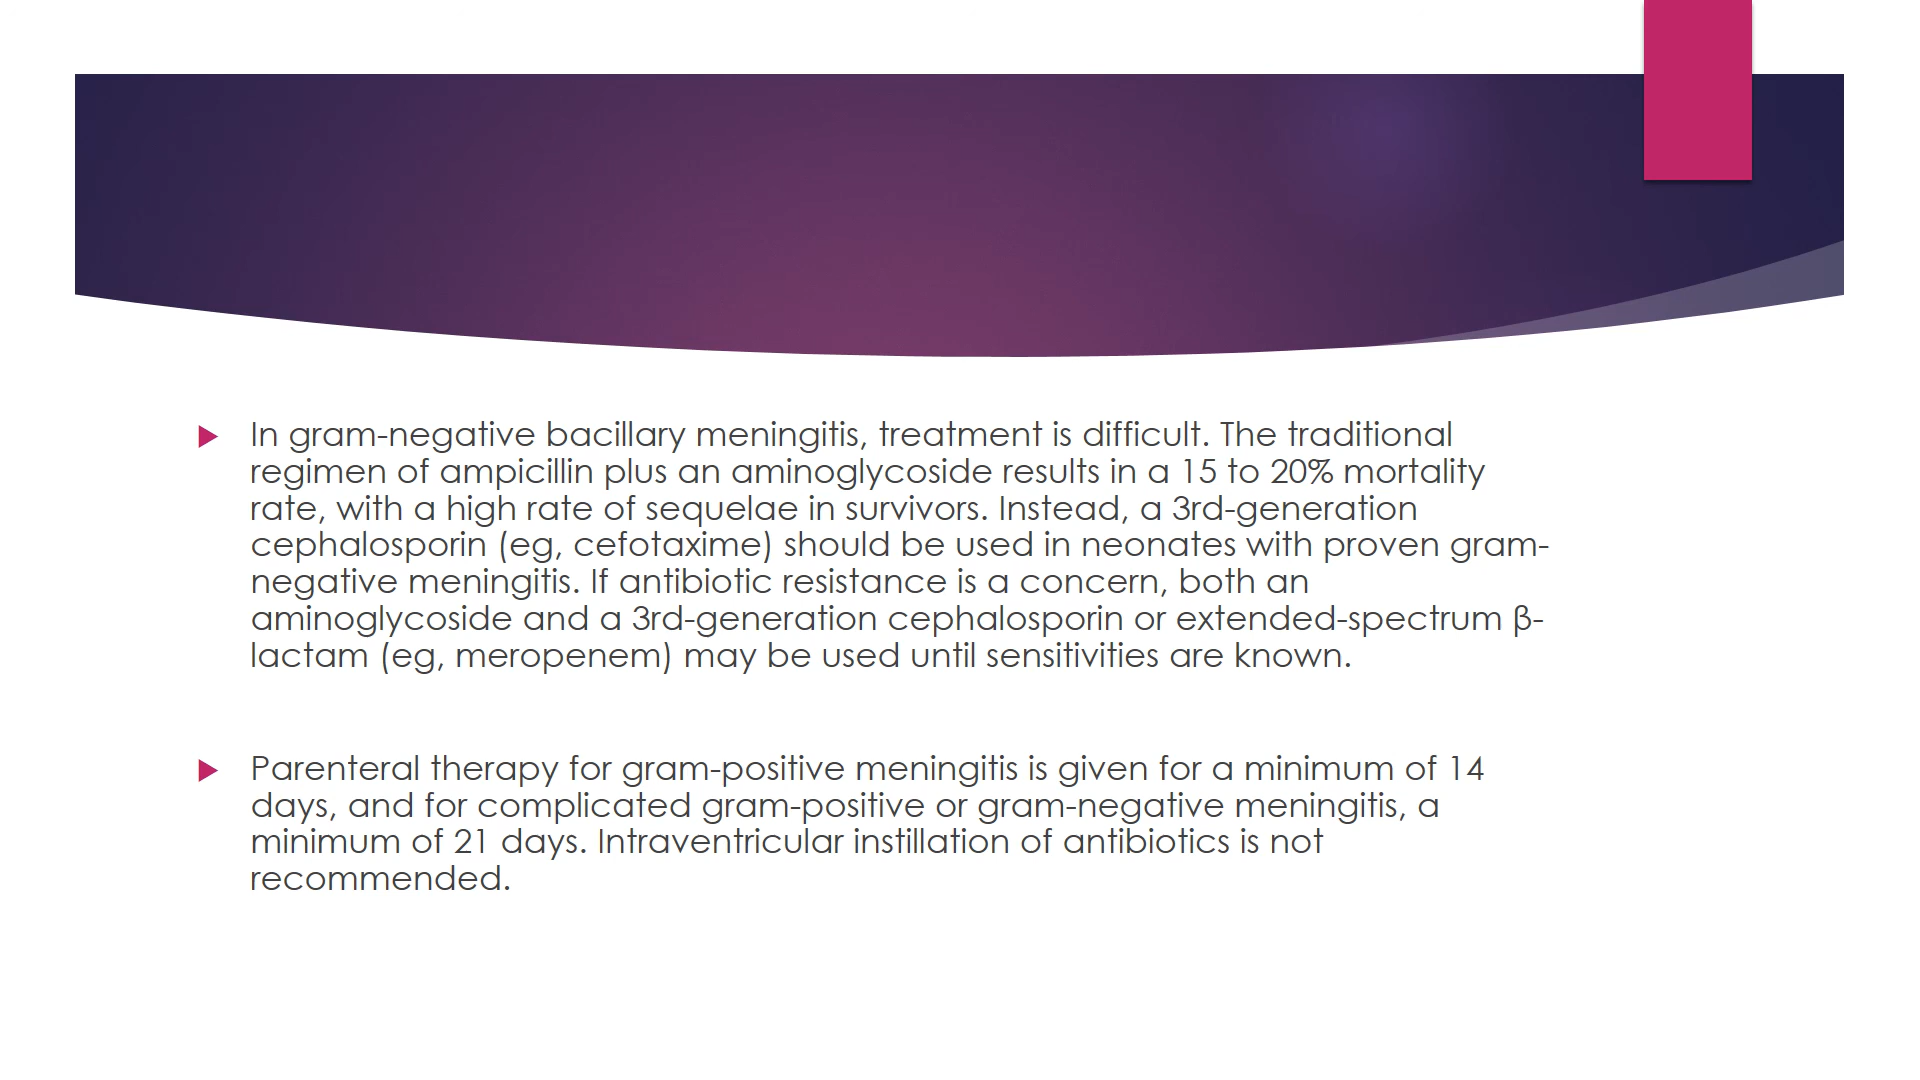 In gram-negative bacillary meningitis, treatment is difficult. The traditional
regimen of ampicillin plus an aminoglycoside results in a 15 to 20% mortality
rate, with a high rate of sequelae in survivors. Instead, a 3rd-generation
cephalosporin (eg, cefotaxime) should be used in neonates with proven gram-
negative meningitis. If antibiotic resistance is a concern, both an
aminoglycoside and a 3rd-generation cephalosporin or extended-spectrum β-
lactam (eg, meropenem) may be used until sensitivities are known.
Parenteral therapy for gram-positive meningitis is given for a minimum of 14
days, and for complicated gram-positive or gram-negative meningitis, a
minimum of 21 days. Intraventricular instillation of antibiotics is not
recommended.